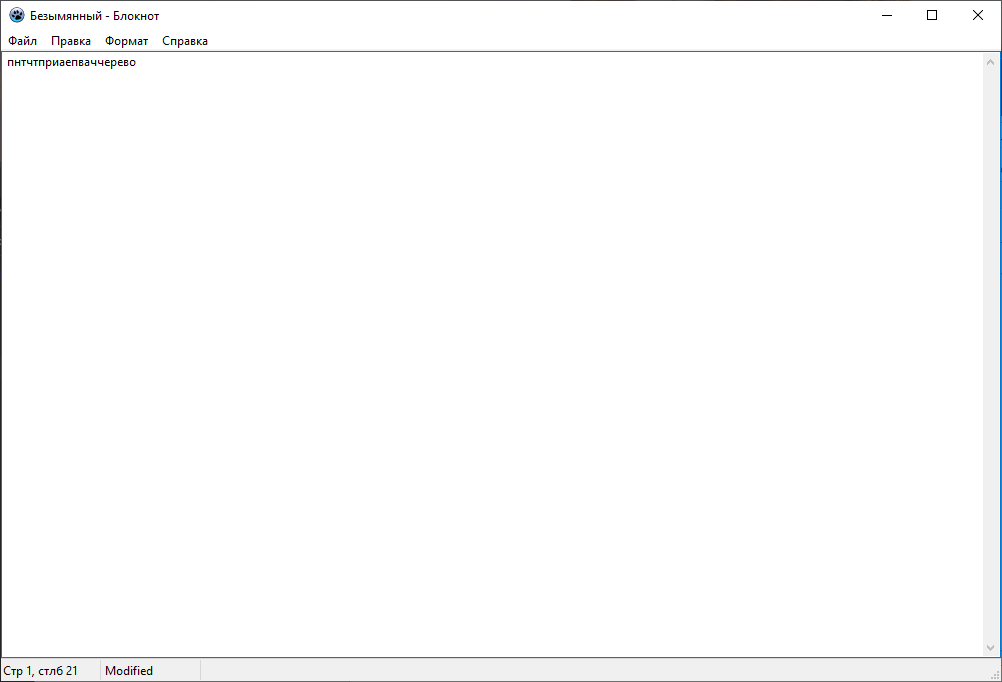 Безымянный - Блокнот
Файл Правка Формат Справка
пнтчтприаепваччерево
Стр 1, стлб 21 Modified